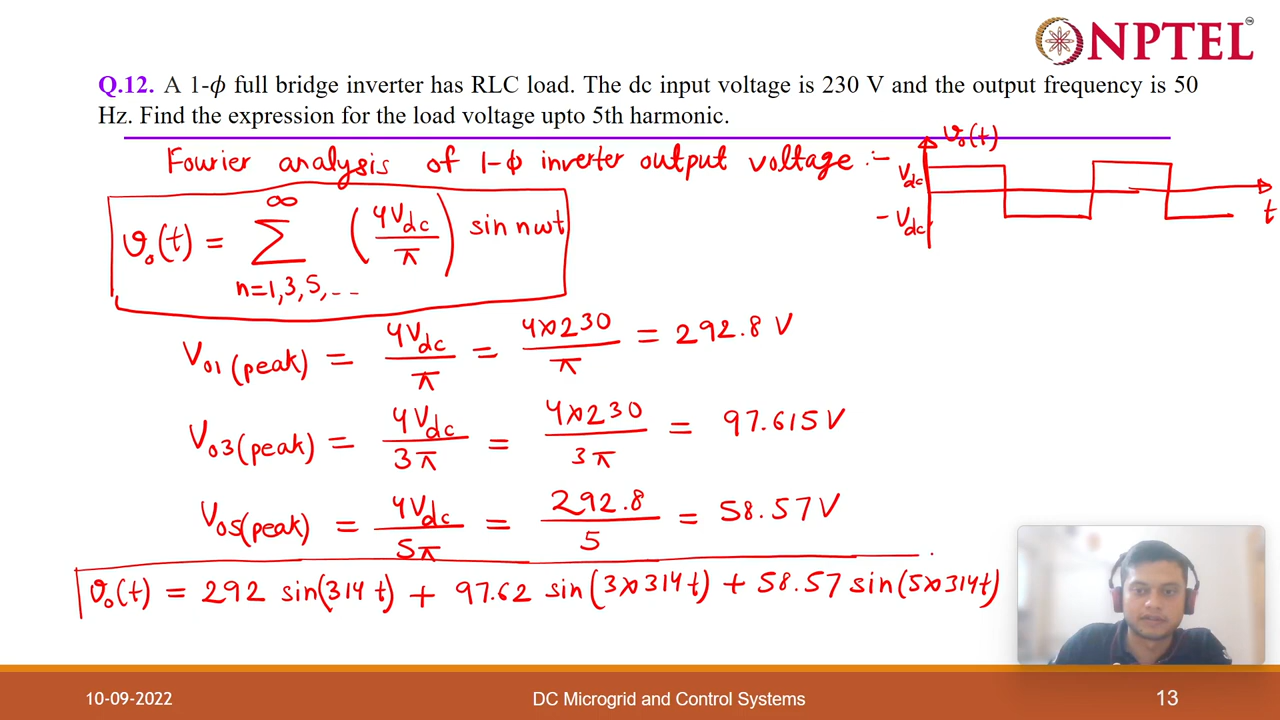 NPTEL
Q.12. A 1-ϕ full bridge inverter has RLC load. The dc input voltage is 230 V and the output frequency is 50
Hz. Find the expression for the load voltage upto 5th harmonic.
Fourier analysis of 1-ϕ inverter output voltage :-
v₀(t)
Vdc
-Vdc
t
v₀(t) = ∑ (n=1,3,5,...; ∞) (4Vdc/π) sin nωt
V01(peak) = 4Vdc/π = 4×230/π = 292.8 V
V03(peak) = 4Vdc/3π = 4×230/3π = 97.615 V
V05(peak) = 4Vdc/5π = 292.8/5 = 58.57 V
v₀(t) = 292 sin(314 t) + 97.62 sin(3×314t) + 58.57 sin(5×314t)
10-09-2022
DC Microgrid and Control Systems
13